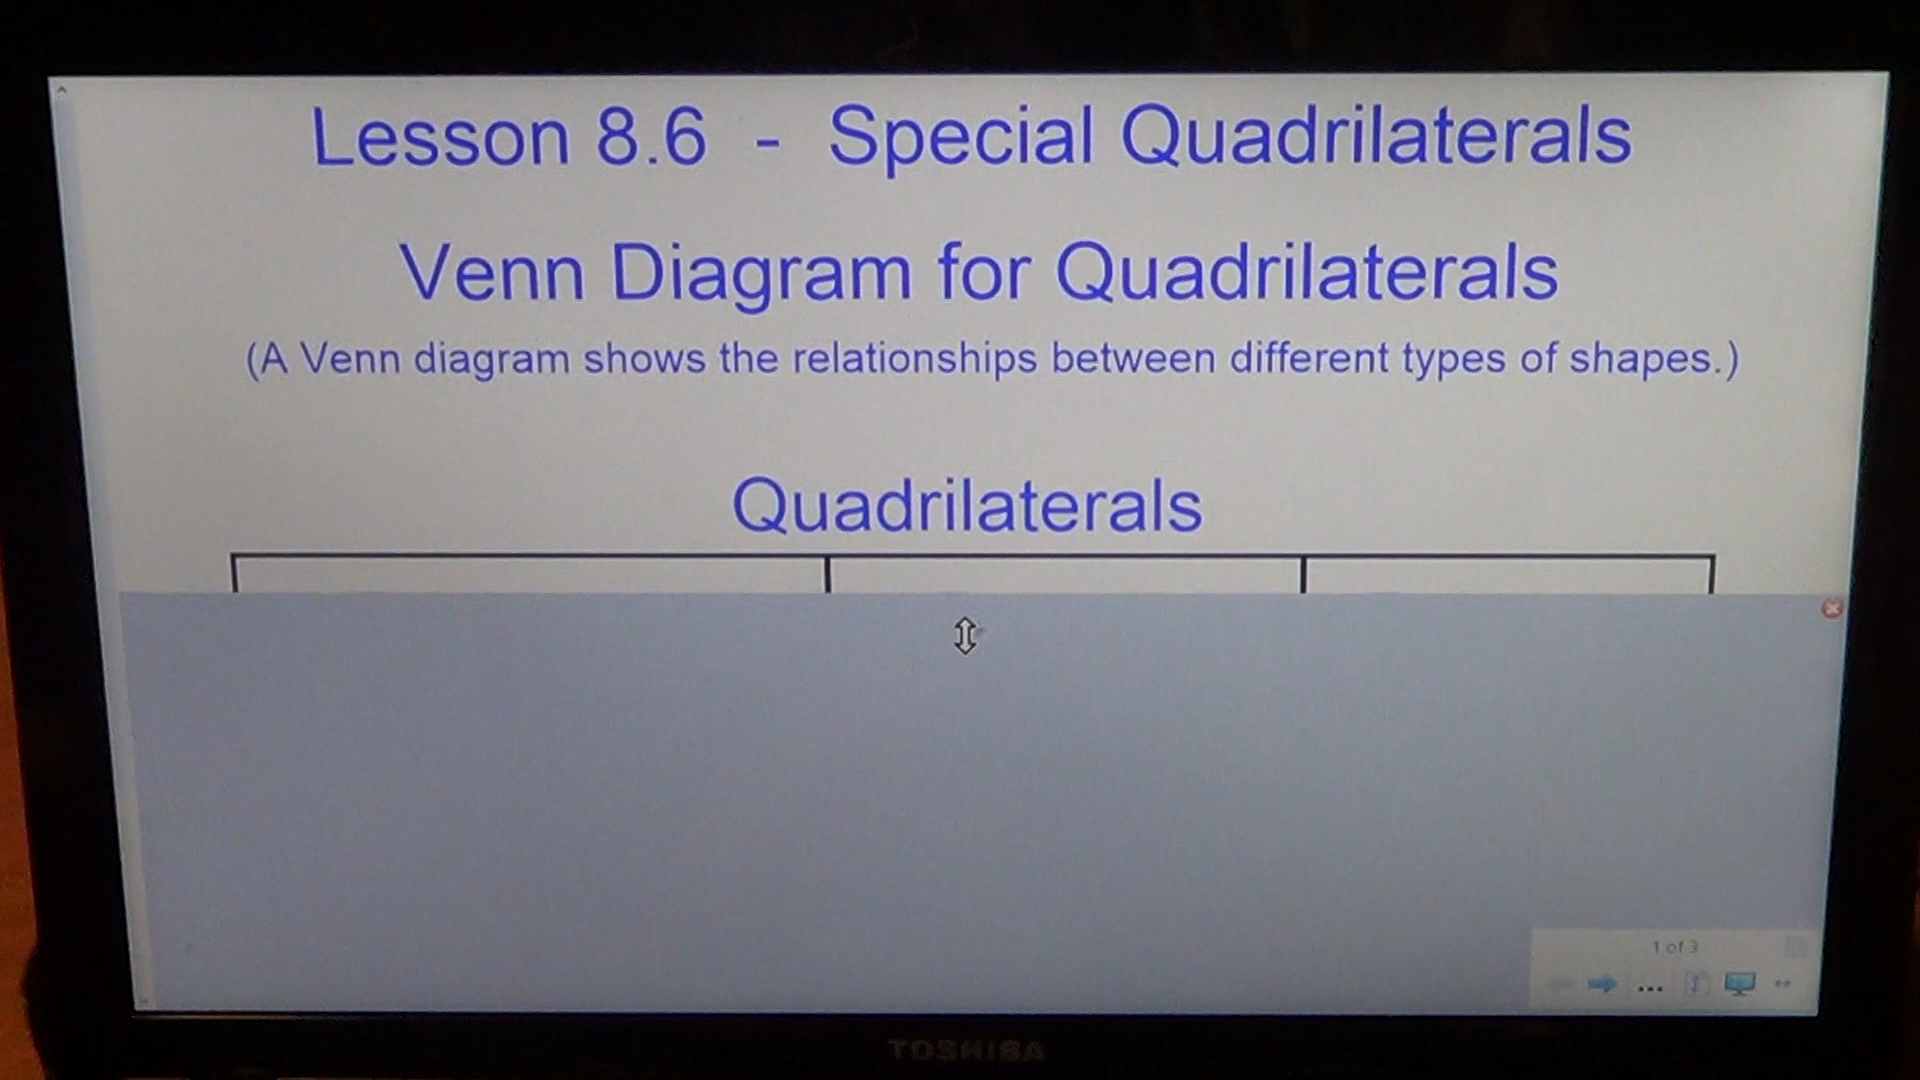 Lesson 8.6 - Special Quadrilaterals
Venn Diagram for Quadrilaterals
(A Venn diagram shows the relationships between different types of shapes.)
Quadrilaterals
1 of 3
TOSHIBA